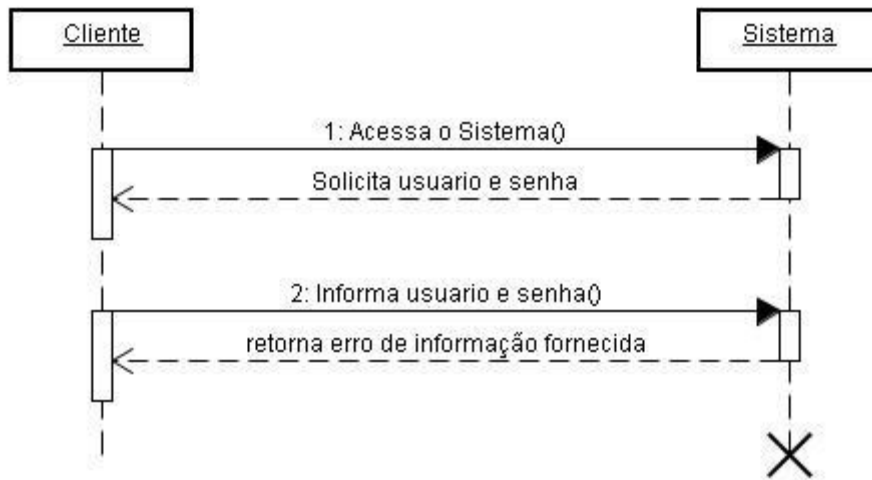 Cliente
Sistema
1: Acessa o Sistema()
Solicita usuario e senha
2: Informa usuario e senha()
retorna erro de informação fornecida